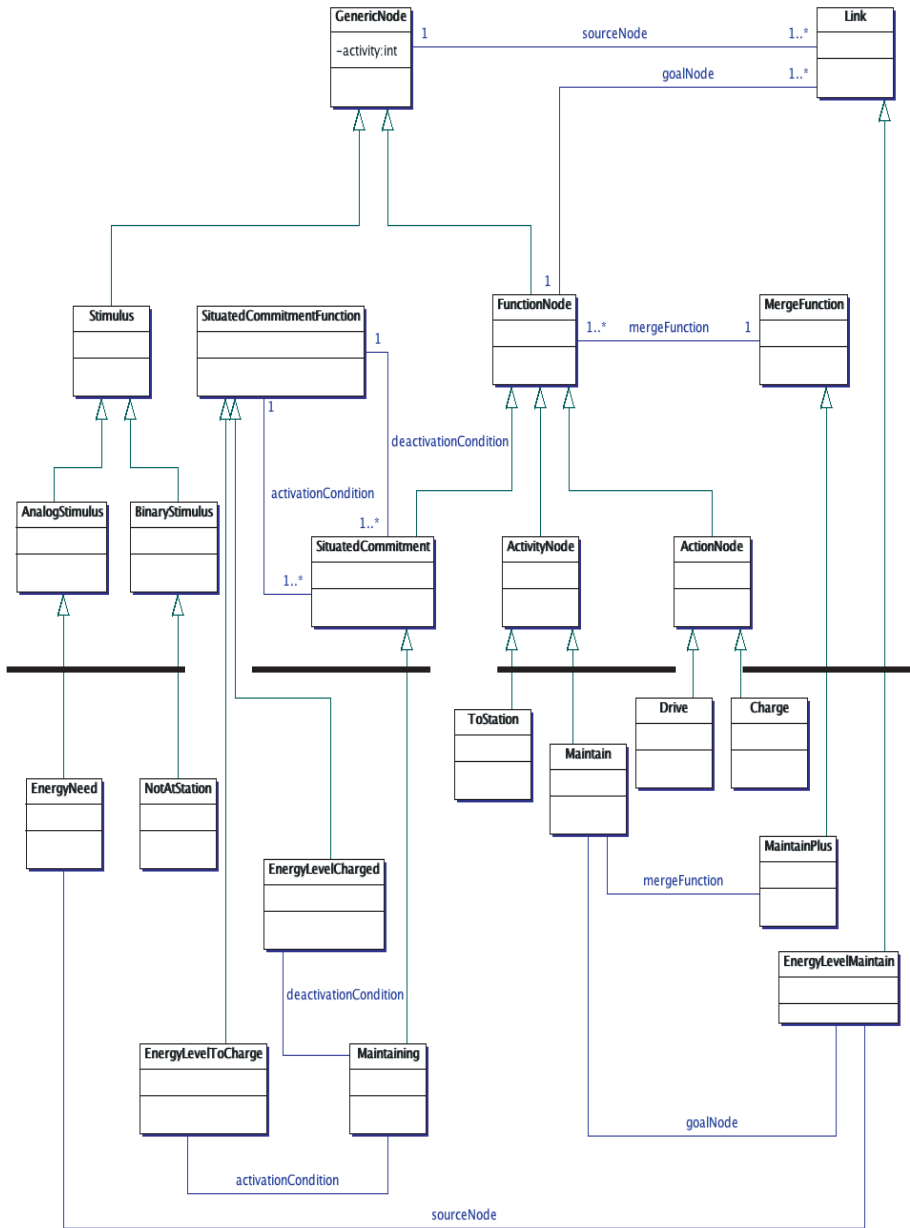 GenericNode
Link
-activity:int
1
sourceNode
1..*
goalNode
1..*
1
Stimulus
SituatedCommitmentFunction
FunctionNode
MergeFunction
1
1..*
mergeFunction
1
1
deactivationCondition
activationCondition
AnalogStimulus
BinaryStimulus
1..*
SituatedCommitment
ActivityNode
ActionNode
1..*
ToStation
Drive
Charge
Maintain
EnergyNeed
NotAtStation
MaintainPlus
EnergyLevelCharged
mergeFunction
EnergyLevelMaintain
deactivationCondition
EnergyLevelToCharge
Maintaining
goalNode
activationCondition
sourceNode